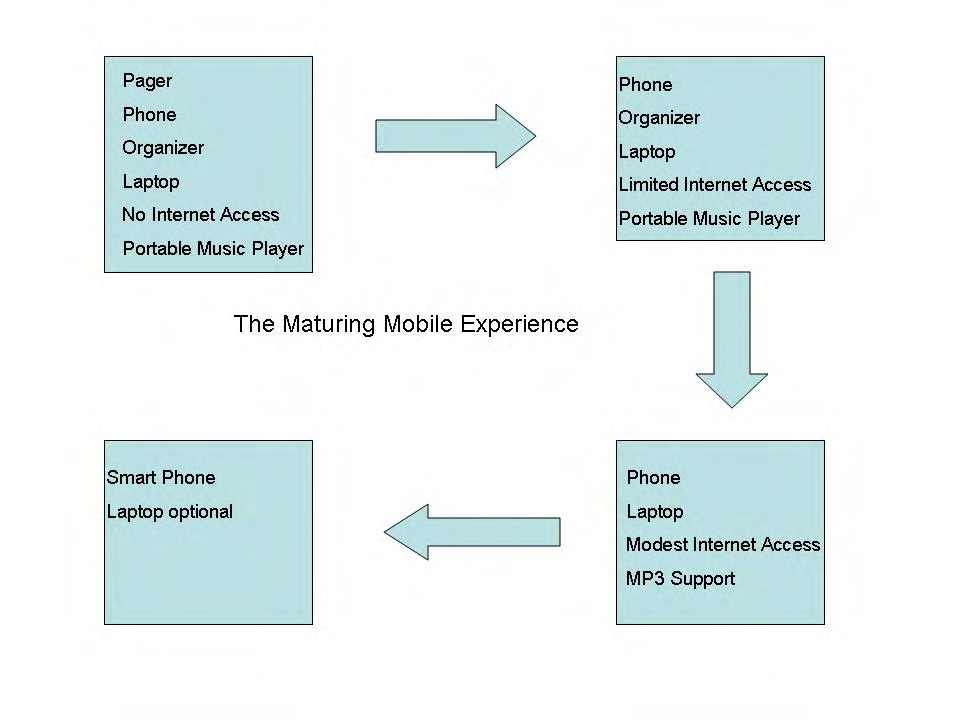 Pager
Phone
Organizer
Laptop
No Internet Access
Portable Music Player
Phone
Organizer
Laptop
Limited Internet Access
Portable Music Player
The Maturing Mobile Experience
Phone
Laptop
Modest Internet Access
MP3 Support
Smart Phone
Laptop optional